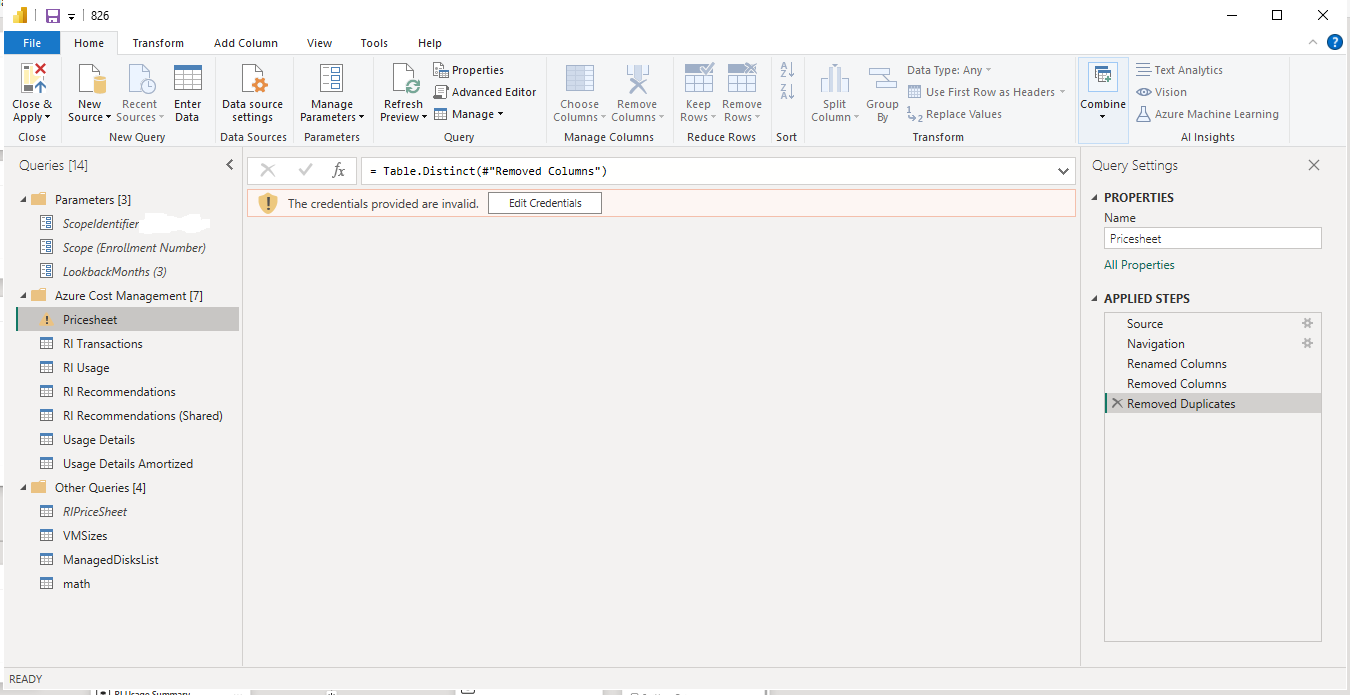 826
File Home Transform Add Column View Tools Help
Close & Apply
New Source
Recent Sources
Enter Data
Data source settings
Manage Parameters
Refresh Preview
Properties
Advanced Editor
Manage
Choose Columns
Remove Columns
Keep Rows
Remove Rows
Split Column
Group By
Data Type: Any
Use First Row as Headers
Replace Values
Combine
Text Analytics
Vision
Azure Machine Learning
Close New Query Data Sources Parameters Query Manage Columns Reduce Rows Sort Transform AI Insights
Queries [14]
Parameters [3]
ScopeIdentifier
Scope (Enrollment Number)
LookbackMonths (3)
Azure Cost Management [7]
Pricesheet
RI Transactions
RI Usage
RI Recommendations
RI Recommendations (Shared)
Usage Details
Usage Details Amortized
Other Queries [4]
RIPriceSheet
VMSizes
ManagedDisksList
math
fx
= Table.Distinct(#"Removed Columns")
The credentials provided are invalid. Edit Credentials
Query Settings
PROPERTIES
Name
Pricesheet
All Properties
APPLIED STEPS
Source
Navigation
Renamed Columns
Removed Columns
Removed Duplicates
READY
RI Usage Summary